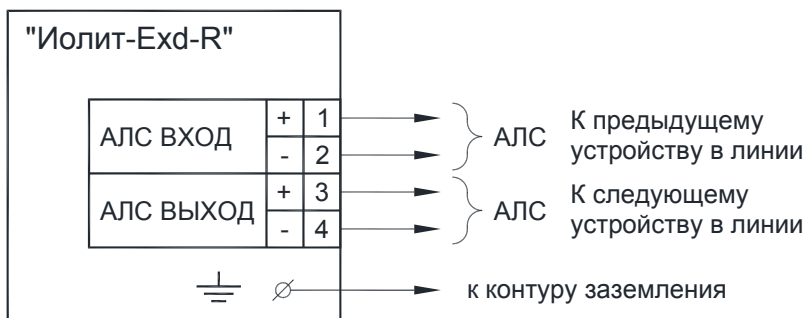 "Иолит-Exd-R"
АЛС ВХОД + 1
- 2
АЛС ВЫХОД + 3
- 4
АЛС К предыдущему
устройству в линии
АЛС К следующему
устройству в линии
к контуру заземления